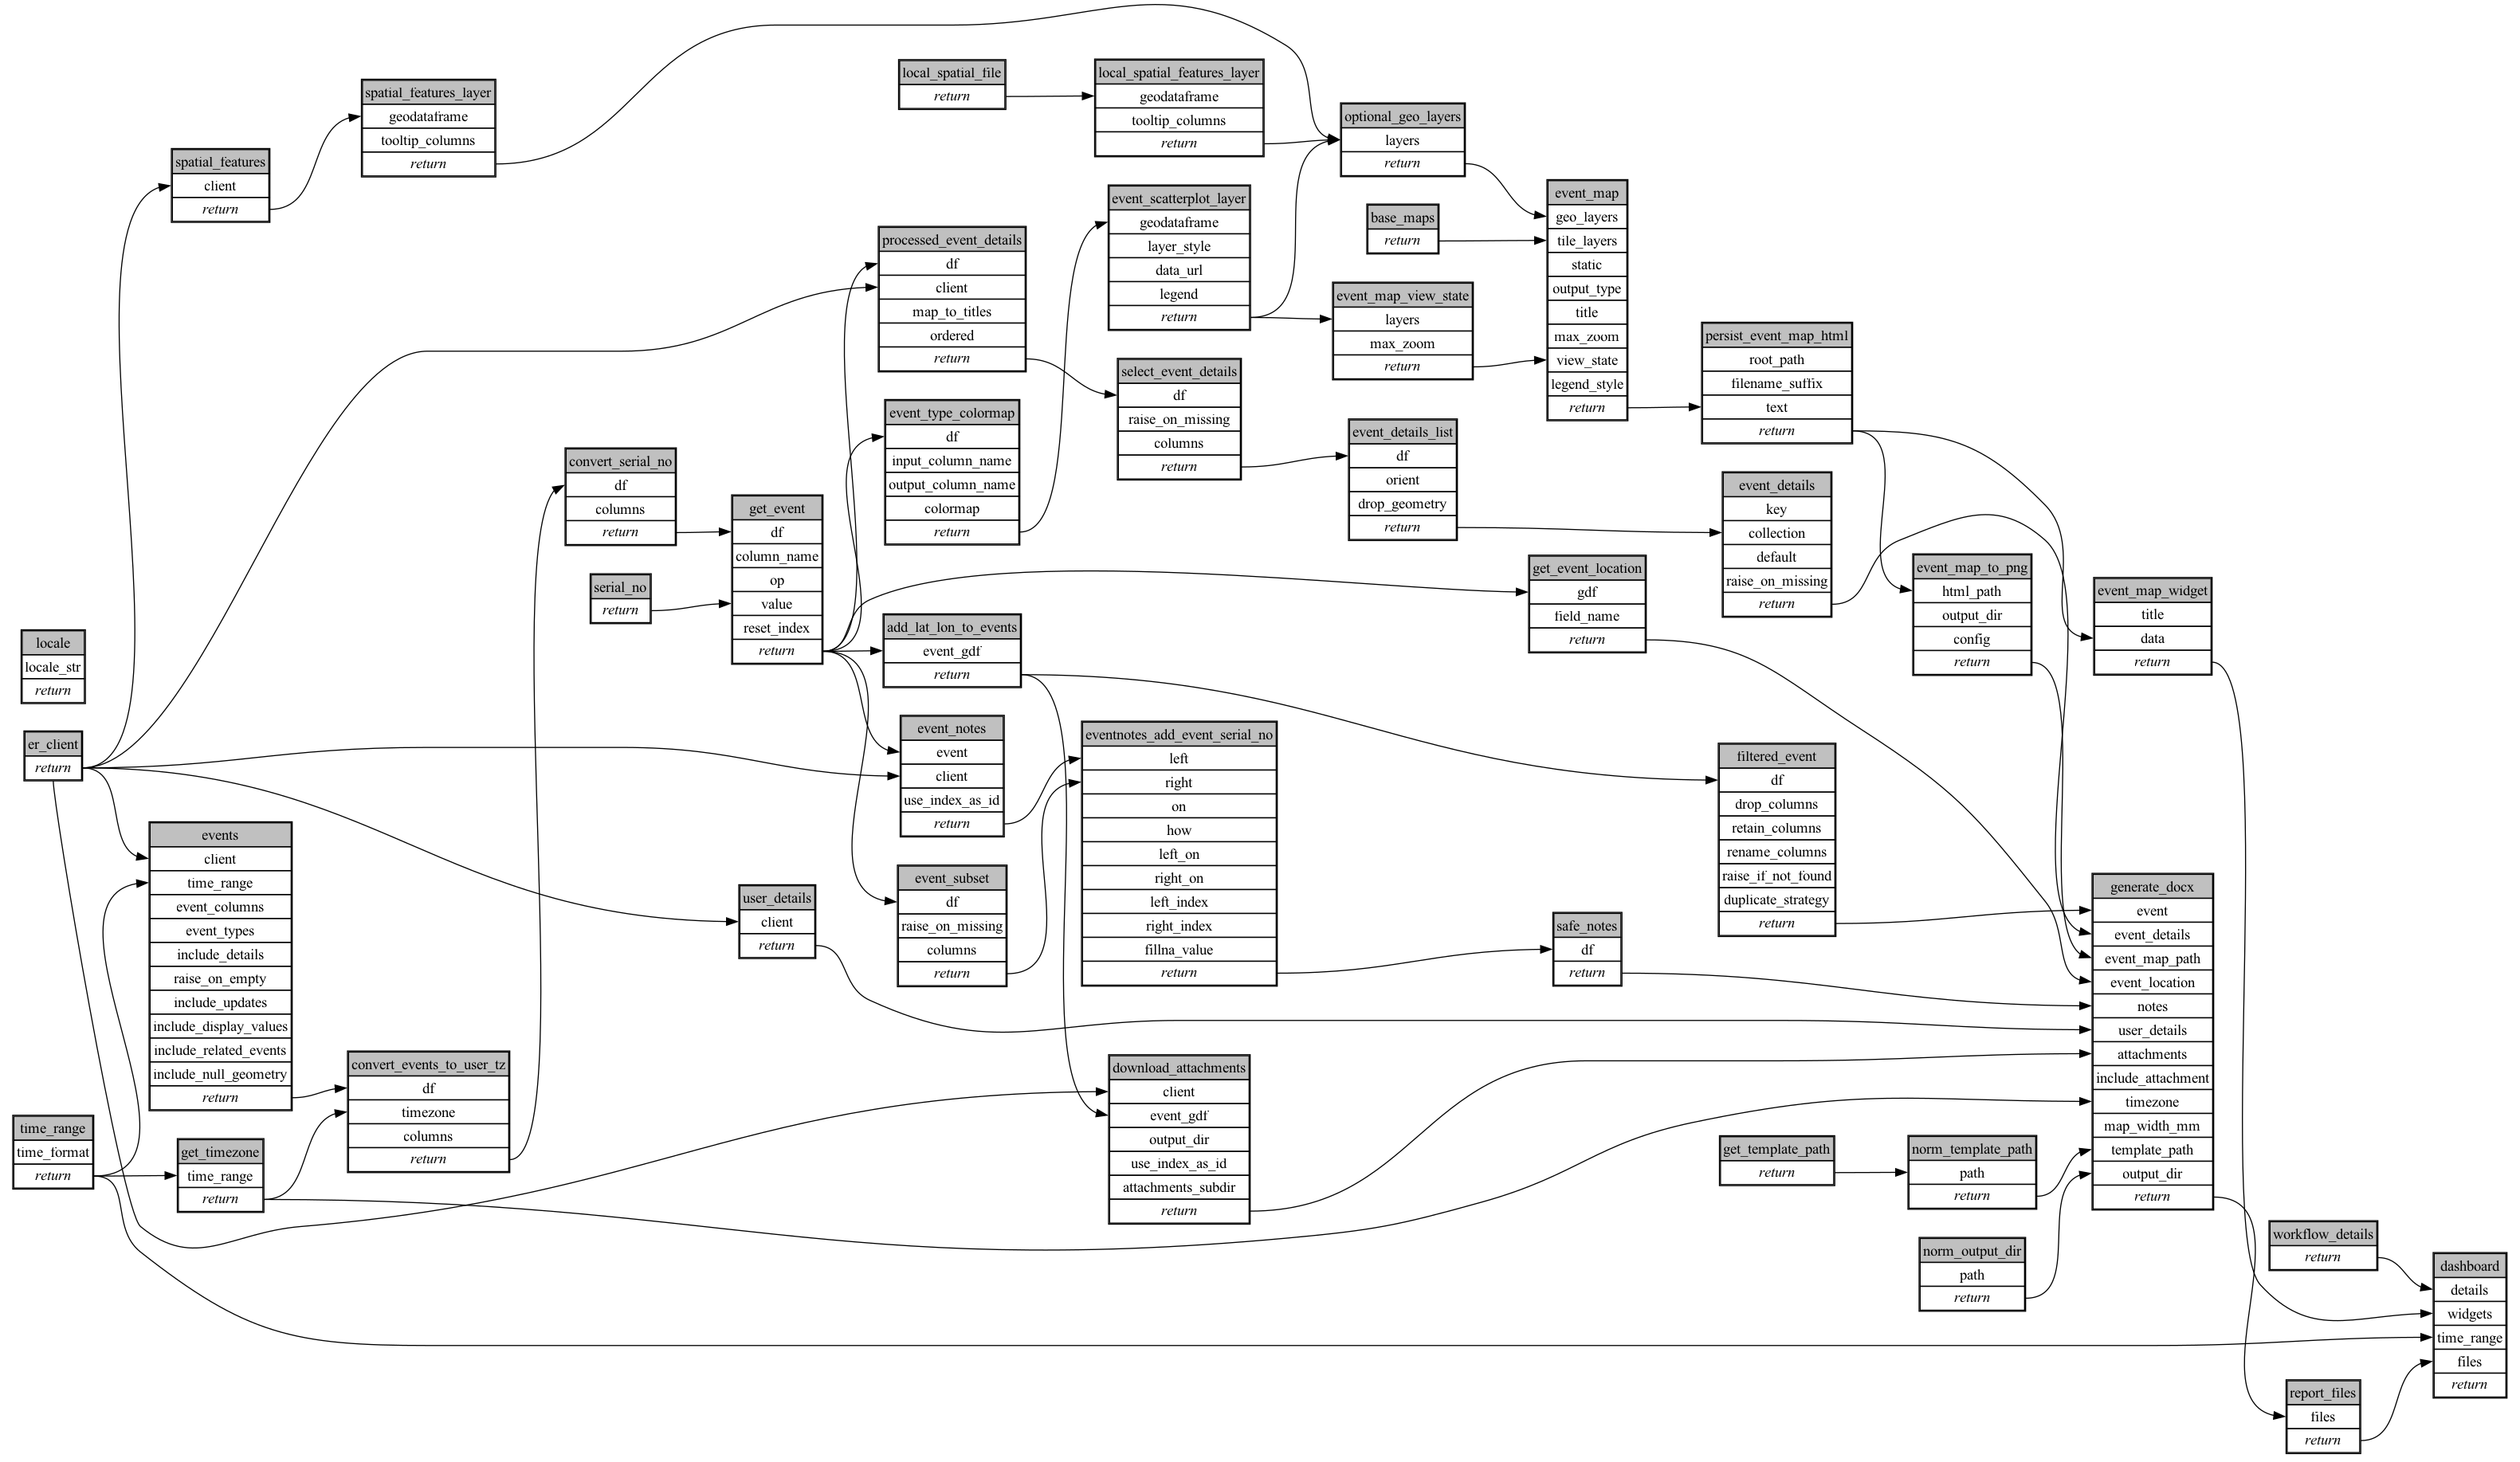 locale
locale_str
return
er_client
return
time_range
time_format
return
spatial_features
client
return
events
client
time_range
event_columns
event_types
include_details
raise_on_empty
include_updates
include_display_values
include_related_events
include_null_geometry
return
get_timezone
time_range
return
spatial_features_layer
geodataframe
tooltip_columns
return
convert_events_to_user_tz
df
timezone
columns
return
convert_serial_no
df
columns
return
serial_no
return
get_event
df
column_name
op
value
reset_index
return
user_details
client
return
local_spatial_file
return
processed_event_details
df
client
map_to_titles
ordered
return
event_type_colormap
df
input_column_name
output_column_name
colormap
return
add_lat_lon_to_events
event_gdf
return
event_notes
event
client
use_index_as_id
return
event_subset
df
raise_on_missing
columns
return
local_spatial_features_layer
geodataframe
tooltip_columns
return
event_scatterplot_layer
geodataframe
layer_style
data_url
legend
return
select_event_details
df
raise_on_missing
columns
return
eventnotes_add_event_serial_no
left
right
on
how
left_on
right_on
left_index
right_index
fillna_value
return
download_attachments
client
event_gdf
output_dir
use_index_as_id
attachments_subdir
return
optional_geo_layers
layers
return
base_maps
return
event_map_view_state
layers
max_zoom
return
event_details_list
df
orient
drop_geometry
return
event_map
geo_layers
tile_layers
static
output_type
title
max_zoom
view_state
legend_style
return
get_event_location
gdf
field_name
return
safe_notes
df
return
persist_event_map_html
root_path
filename_suffix
text
return
event_details
key
collection
default
raise_on_missing
return
filtered_event
df
drop_columns
retain_columns
rename_columns
raise_if_not_found
duplicate_strategy
return
get_template_path
return
event_map_to_png
html_path
output_dir
config
return
norm_template_path
path
return
norm_output_dir
path
return
event_map_widget
title
data
return
generate_docx
event
event_details
event_map_path
event_location
notes
user_details
attachments
include_attachment
timezone
map_width_mm
template_path
output_dir
return
workflow_details
return
report_files
files
return
dashboard
details
widgets
time_range
files
return